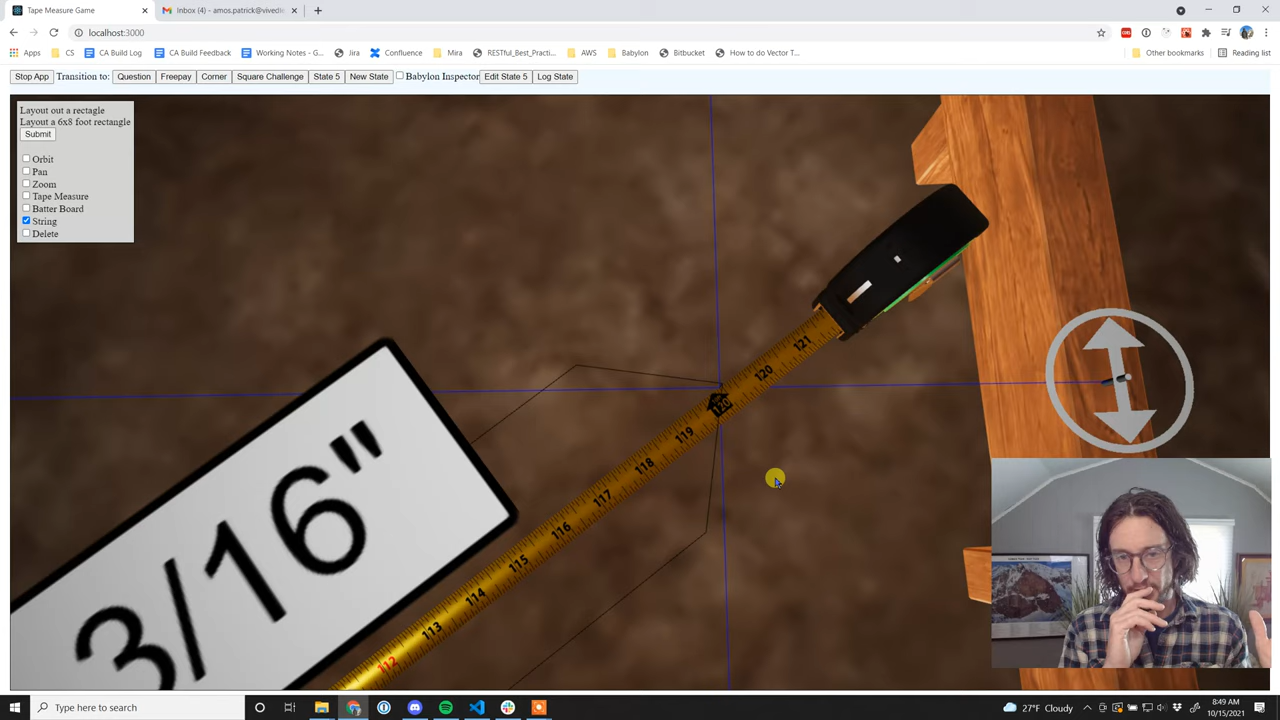 Tape Measure Game
Inbox (4) - amos.patrick@vivedie
localhost:3000
Apps
CS
CA Build Log
CA Build Feedback
Working Notes - G...
Jira
Confluence
Mira
RESTful_Best_Practi...
AWS
Babylon
Bitbucket
How to do Vector T...
Other bookmarks
Reading list
Stop App
Transition to:
Question
Freepay
Corner
Square Challenge
State 5
New State
Babylon Inspector
Edit State 5
Log State
Layout out a rectagle
Layout a 6x8 foot rectangle
Submit
Orbit
Pan
Zoom
Tape Measure
Batter Board
String
Delete
121
120
120
119
118
117
116
115
114
113
112
3/16"
Type here to search
27°F Cloudy
8:49 AM
10/15/2021